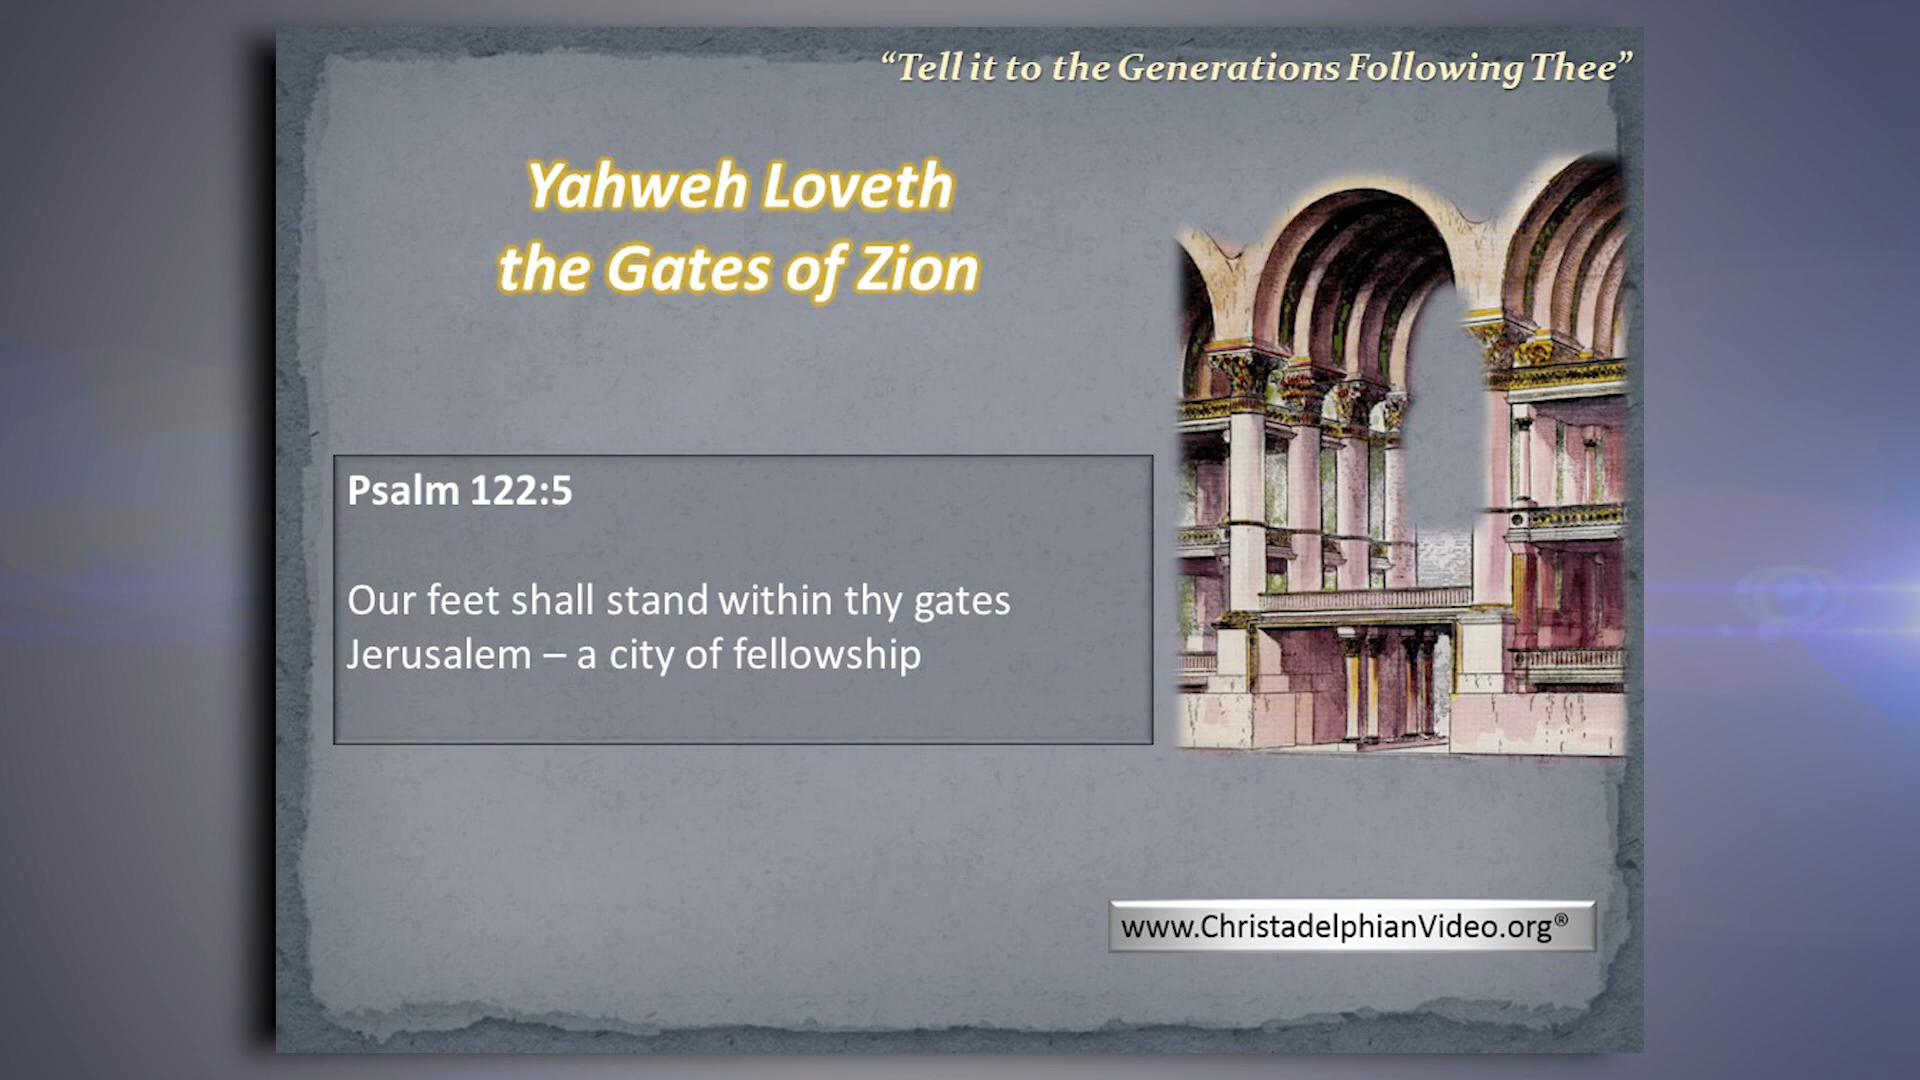 “Tell it to the Generations Following Thee”
Yahweh Loveth
the Gates of Zion
Psalm 122:5
Our feet shall stand within thy gates
Jerusalem – a city of fellowship
www.ChristadelphianVideo.org®